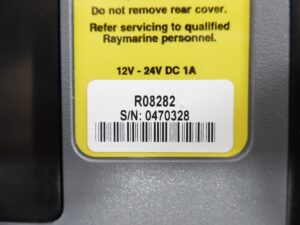 Do not remove rear cover.
Refer servicing to qualified
Raymarine personnel.
12V - 24V DC 1A
R08282
S/N: 0470328